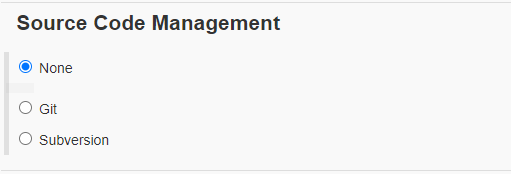 Source Code Management
None
Git
Subversion